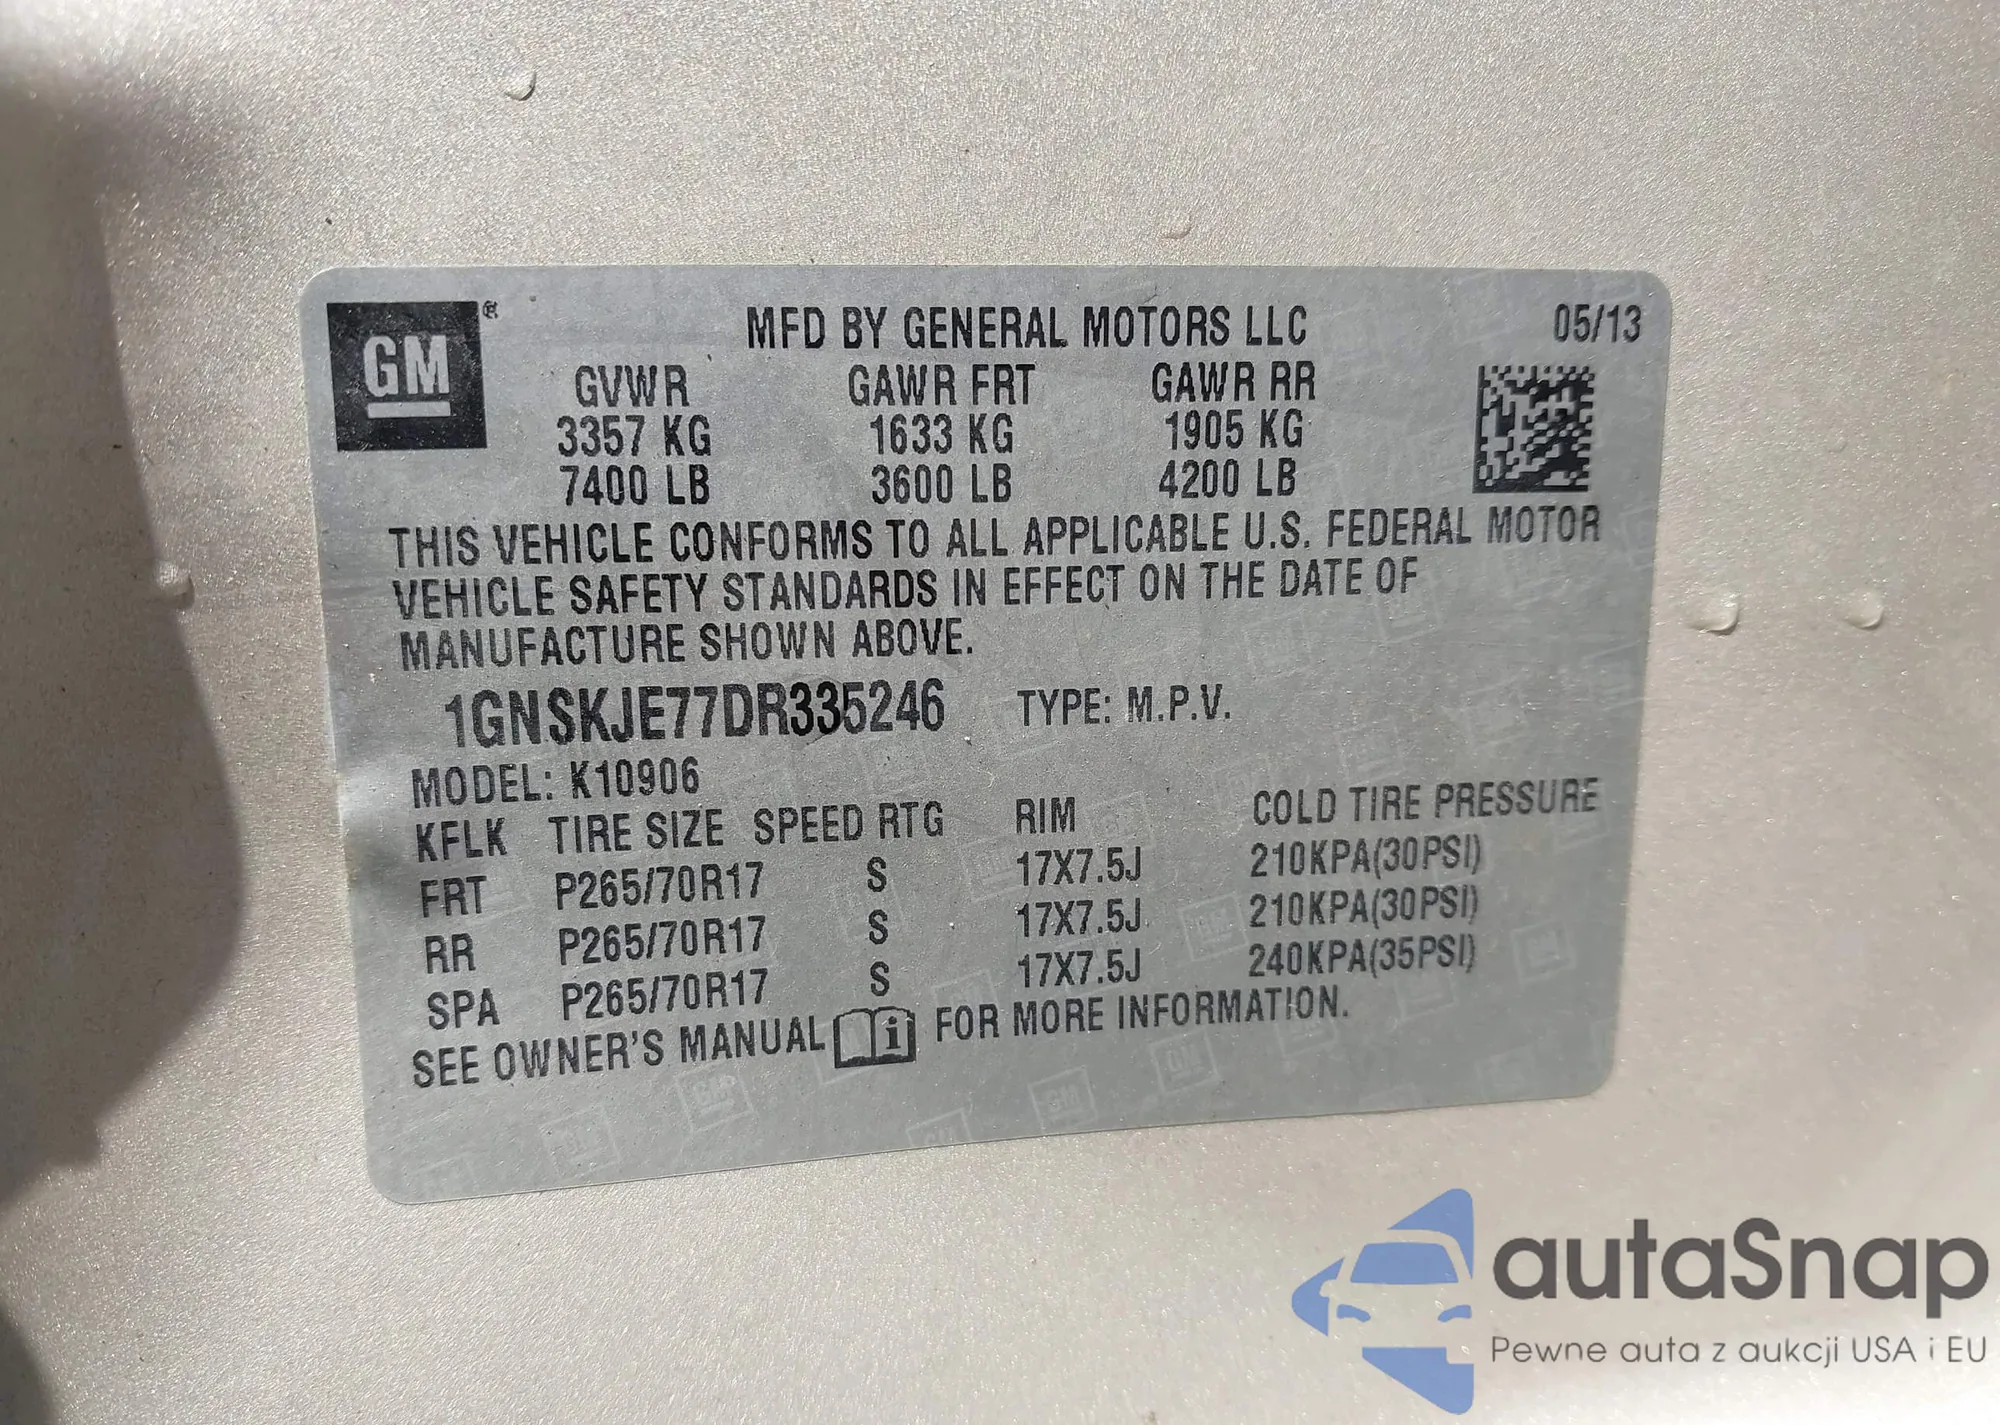 GM ® MFD BY GENERAL MOTORS LLC 05/13
GVWR GAWR FRT GAWR RR
3357 KG 1633 KG 1905 KG
7400 LB 3600 LB 4200 LB
THIS VEHICLE CONFORMS TO ALL APPLICABLE U.S. FEDERAL MOTOR
VEHICLE SAFETY STANDARDS IN EFFECT ON THE DATE OF
MANUFACTURE SHOWN ABOVE.
1GNSKJE77DR335246 TYPE: M.P.V.
MODEL: K10906
KFLK TIRE SIZE SPEED RTG RIM COLD TIRE PRESSURE
FRT P265/70R17 S 17X7.5J 210KPA(30PSI)
RR P265/70R17 S 17X7.5J 210KPA(30PSI)
SPA P265/70R17 S 17X7.5J 240KPA(35PSI)
SEE OWNER'S MANUAL i FOR MORE INFORMATION.
autaSnap
Pewne auta z aukcji USA i EU